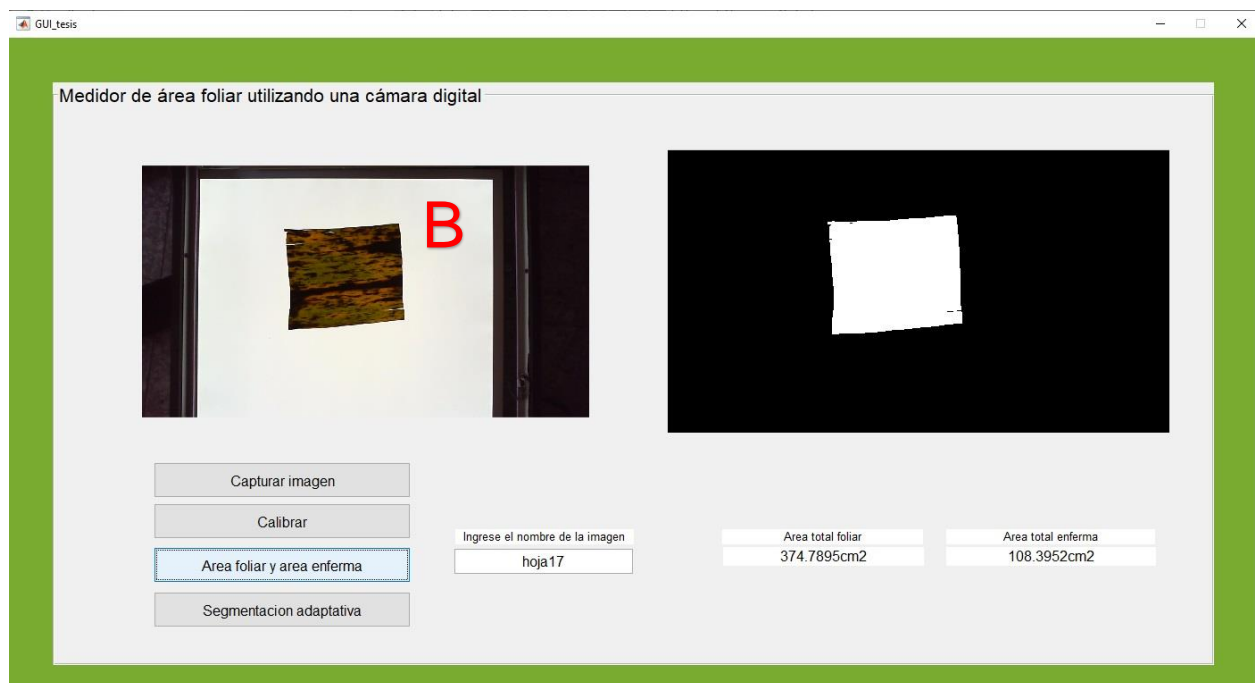 GUI_tesis
Medidor de área foliar utilizando una cámara digital
B
Capturar imagen
Calibrar
Area foliar y area enferma
Segmentacion adaptativa
Ingrese el nombre de la imagen
hoja17
Area total foliar
374.7895cm2
Area total enferma
108.3952cm2